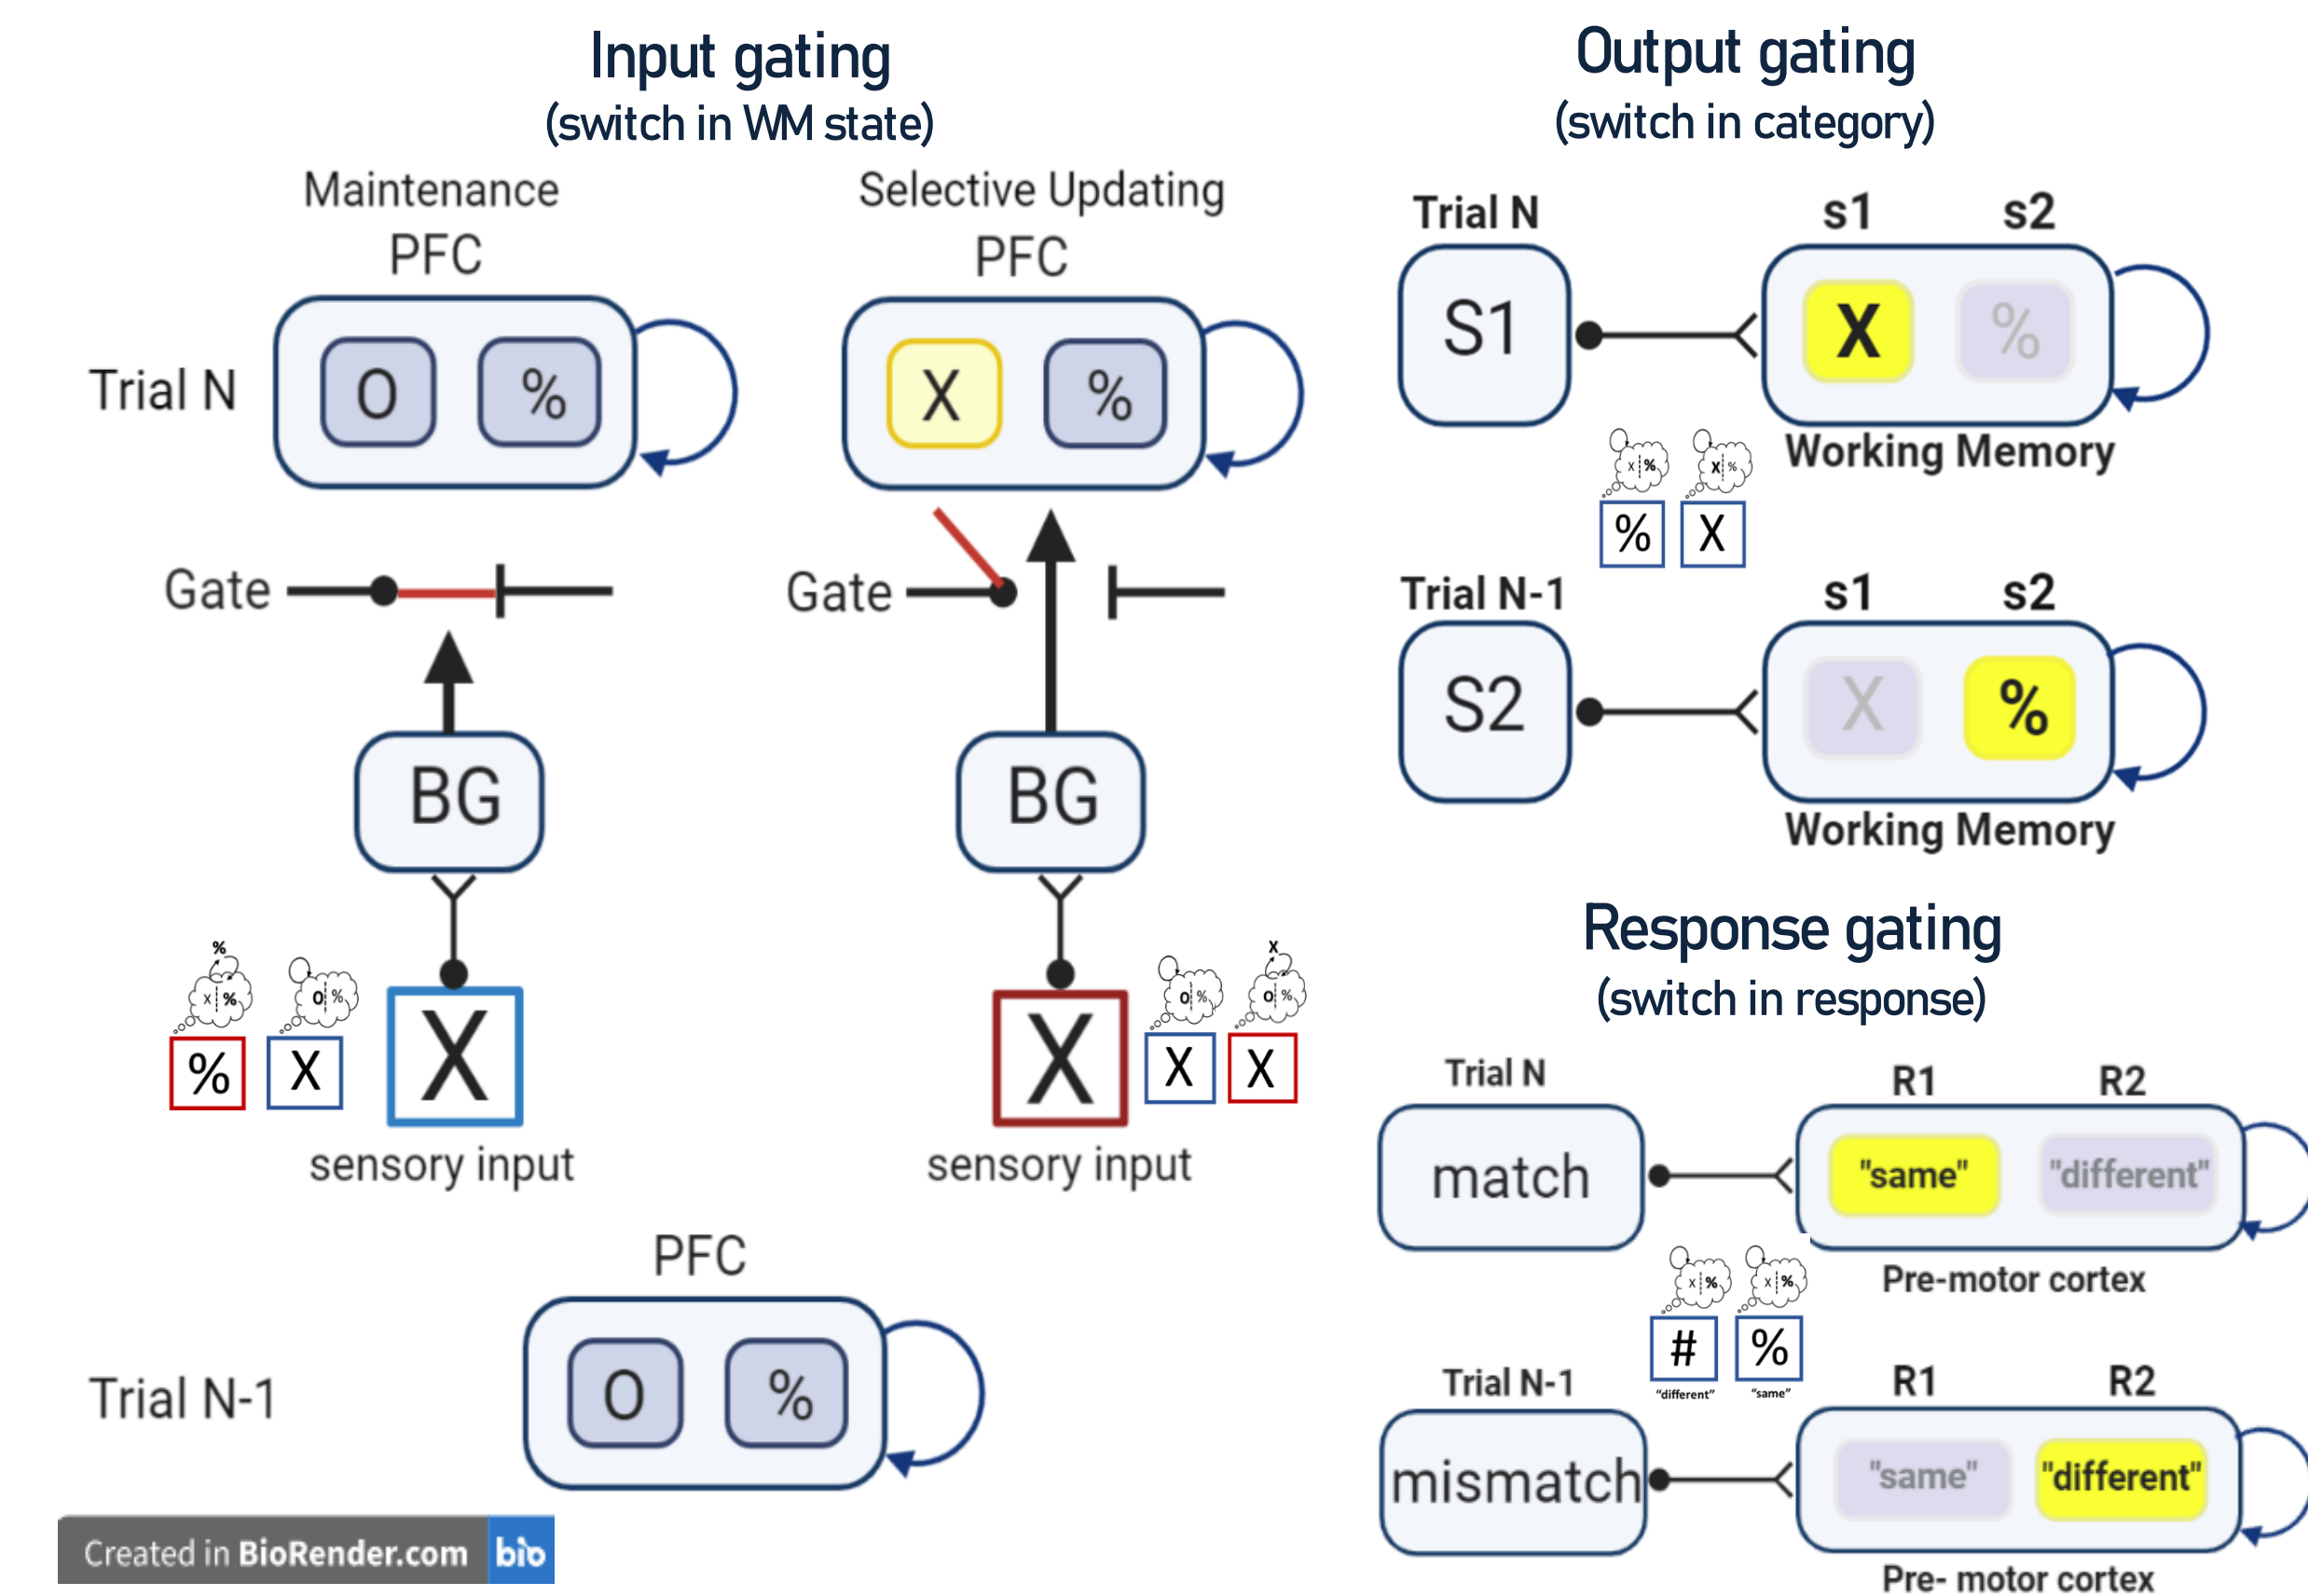 Input gating
(switch in WM state)
Maintenance
PFC
Selective Updating
PFC
Trial N
O %
X %
Gate
Gate
BG
BG
%
X | %
O | %
%
X
X
sensory input
O | %
X
O | %
X
X
X
sensory input
PFC
Trial N-1
O %
Created in BioRender.com bio
Output gating
(switch in category)
Trial N
s1 s2
S1
X %
Working Memory
X | %
X | %
%
X
Trial N-1
s1 s2
S2
X %
Working Memory
Response gating
(switch in response)
Trial N
R1 R2
match
"same" "different"
Pre-motor cortex
X | %
X | %
#
%
"different"
"same"
Trial N-1
R1 R2
mismatch
"same" "different"
Pre- motor cortex